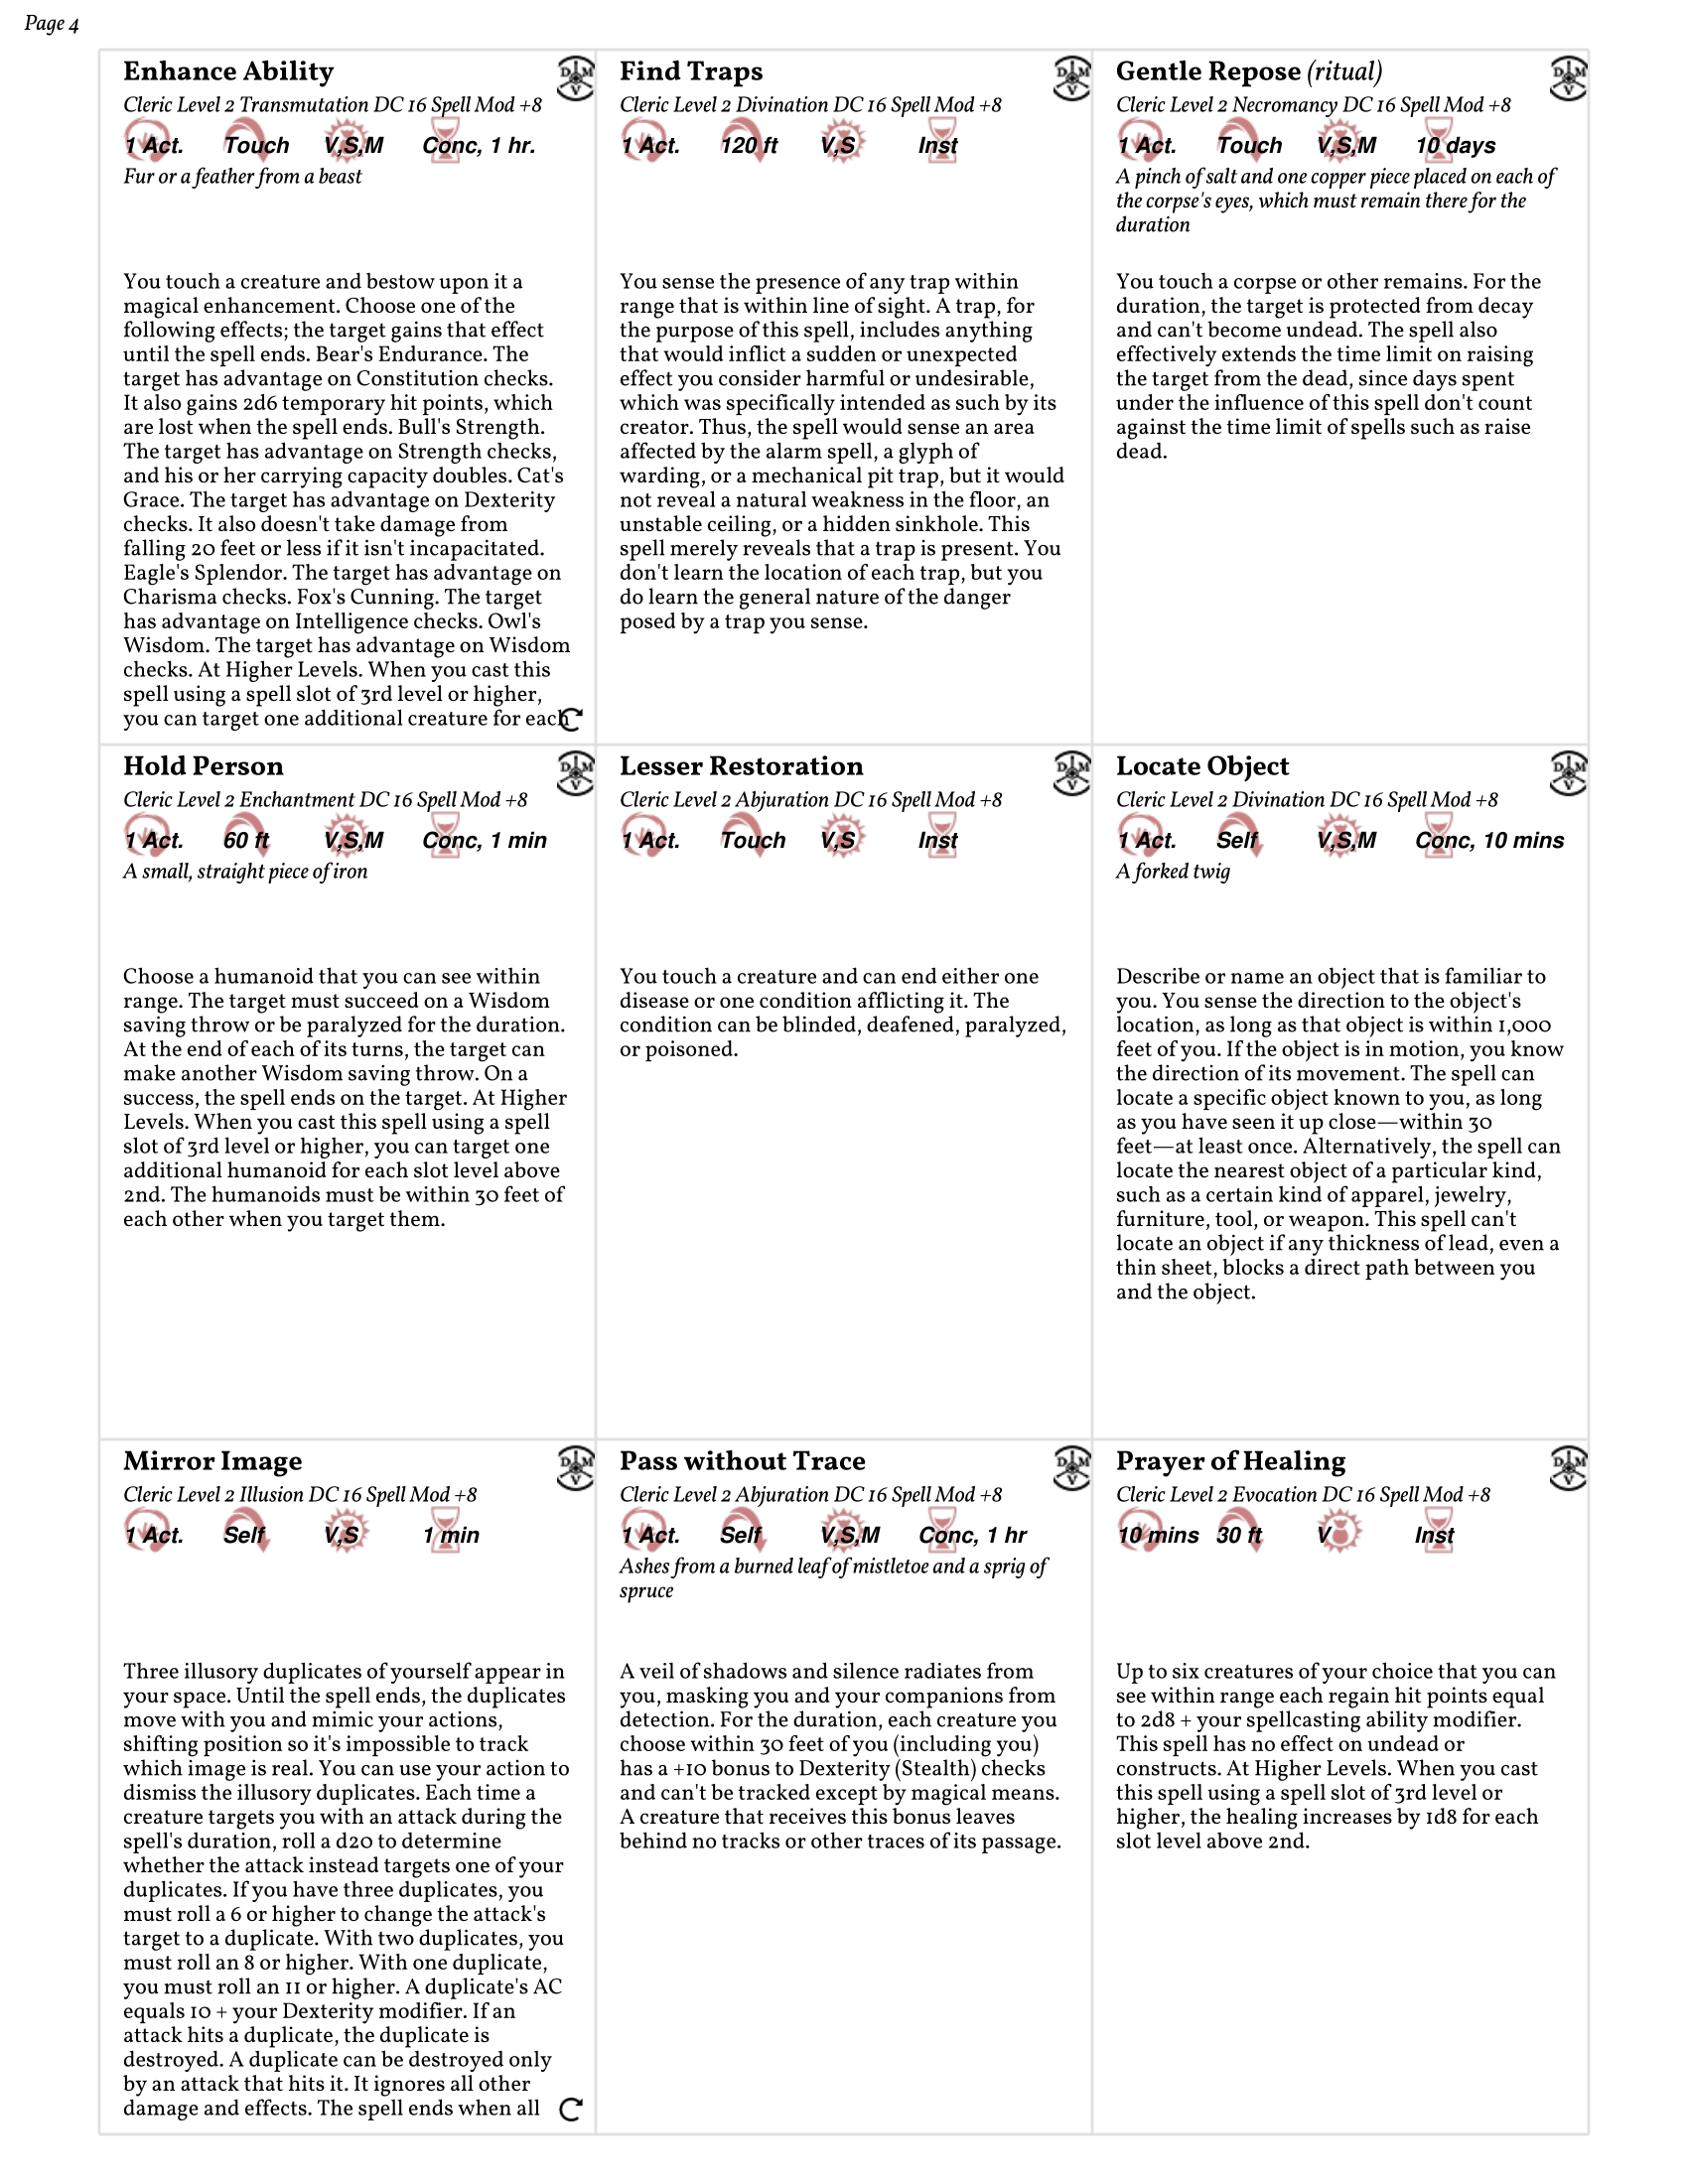 Page 4
Enhance Ability
Cleric Level 2 Transmutation DC 16 Spell Mod +8
1 Act. Touch V,S,M Conc, 1 hr.
Fur or a feather from a beast
You touch a creature and bestow upon it a
magical enhancement. Choose one of the
following effects; the target gains that effect
until the spell ends. Bear's Endurance. The
target has advantage on Constitution checks.
It also gains 2d6 temporary hit points, which
are lost when the spell ends. Bull's Strength.
The target has advantage on Strength checks,
and his or her carrying capacity doubles. Cat's
Grace. The target has advantage on Dexterity
checks. It also doesn't take damage from
falling 20 feet or less if it isn't incapacitated.
Eagle's Splendor. The target has advantage on
Charisma checks. Fox's Cunning. The target
has advantage on Intelligence checks. Owl's
Wisdom. The target has advantage on Wisdom
checks. At Higher Levels. When you cast this
spell using a spell slot of 3rd level or higher,
you can target one additional creature for each
DMV
Find Traps
Cleric Level 2 Divination DC 16 Spell Mod +8
1 Act. 120 ft V,S Inst
You sense the presence of any trap within
range that is within line of sight. A trap, for
the purpose of this spell, includes anything
that would inflict a sudden or unexpected
effect you consider harmful or undesirable,
which was specifically intended as such by its
creator. Thus, the spell would sense an area
affected by the alarm spell, a glyph of
warding, or a mechanical pit trap, but it would
not reveal a natural weakness in the floor, an
unstable ceiling, or a hidden sinkhole. This
spell merely reveals that a trap is present. You
don't learn the location of each trap, but you
do learn the general nature of the danger
posed by a trap you sense.
DMV
Gentle Repose (ritual)
Cleric Level 2 Necromancy DC 16 Spell Mod +8
1 Act. Touch V,S,M 10 days
A pinch of salt and one copper piece placed on each of
the corpse's eyes, which must remain there for the
duration
You touch a corpse or other remains. For the
duration, the target is protected from decay
and can't become undead. The spell also
effectively extends the time limit on raising
the target from the dead, since days spent
under the influence of this spell don't count
against the time limit of spells such as raise
dead.
DMV
Hold Person
Cleric Level 2 Enchantment DC 16 Spell Mod +8
1 Act. 60 ft V,S,M Conc, 1 min
A small, straight piece of iron
Choose a humanoid that you can see within
range. The target must succeed on a Wisdom
saving throw or be paralyzed for the duration.
At the end of each of its turns, the target can
make another Wisdom saving throw. On a
success, the spell ends on the target. At Higher
Levels. When you cast this spell using a spell
slot of 3rd level or higher, you can target one
additional humanoid for each slot level above
2nd. The humanoids must be within 30 feet of
each other when you target them.
DMV
Lesser Restoration
Cleric Level 2 Abjuration DC 16 Spell Mod +8
1 Act. Touch V,S Inst
You touch a creature and can end either one
disease or one condition afflicting it. The
condition can be blinded, deafened, paralyzed,
or poisoned.
DMV
Locate Object
Cleric Level 2 Divination DC 16 Spell Mod +8
1 Act. Self V,S,M Conc, 10 mins
A forked twig
Describe or name an object that is familiar to
you. You sense the direction to the object's
location, as long as that object is within 1,000
feet of you. If the object is in motion, you know
the direction of its movement. The spell can
locate a specific object known to you, as long
as you have seen it up close—within 30
feet—at least once. Alternatively, the spell can
locate the nearest object of a particular kind,
such as a certain kind of apparel, jewelry,
furniture, tool, or weapon. This spell can't
locate an object if any thickness of lead, even a
thin sheet, blocks a direct path between you
and the object.
DMV
Mirror Image
Cleric Level 2 Illusion DC 16 Spell Mod +8
1 Act. Self V,S 1 min
Three illusory duplicates of yourself appear in
your space. Until the spell ends, the duplicates
move with you and mimic your actions,
shifting position so it's impossible to track
which image is real. You can use your action to
dismiss the illusory duplicates. Each time a
creature targets you with an attack during the
spell's duration, roll a d20 to determine
whether the attack instead targets one of your
duplicates. If you have three duplicates, you
must roll a 6 or higher to change the attack's
target to a duplicate. With two duplicates, you
must roll an 8 or higher. With one duplicate,
you must roll an 11 or higher. A duplicate's AC
equals 10 + your Dexterity modifier. If an
attack hits a duplicate, the duplicate is
destroyed. A duplicate can be destroyed only
by an attack that hits it. It ignores all other
damage and effects. The spell ends when all
DMV
Pass without Trace
Cleric Level 2 Abjuration DC 16 Spell Mod +8
1 Act. Self V,S,M Conc, 1 hr
Ashes from a burned leaf of mistletoe and a sprig of
spruce
A veil of shadows and silence radiates from
you, masking you and your companions from
detection. For the duration, each creature you
choose within 30 feet of you (including you)
has a +10 bonus to Dexterity (Stealth) checks
and can't be tracked except by magical means.
A creature that receives this bonus leaves
behind no tracks or other traces of its passage.
DMV
Prayer of Healing
Cleric Level 2 Evocation DC 16 Spell Mod +8
10 mins 30 ft V Inst
Up to six creatures of your choice that you can
see within range each regain hit points equal
to 2d8 + your spellcasting ability modifier.
This spell has no effect on undead or
constructs. At Higher Levels. When you cast
this spell using a spell slot of 3rd level or
higher, the healing increases by 1d8 for each
slot level above 2nd.
DMV